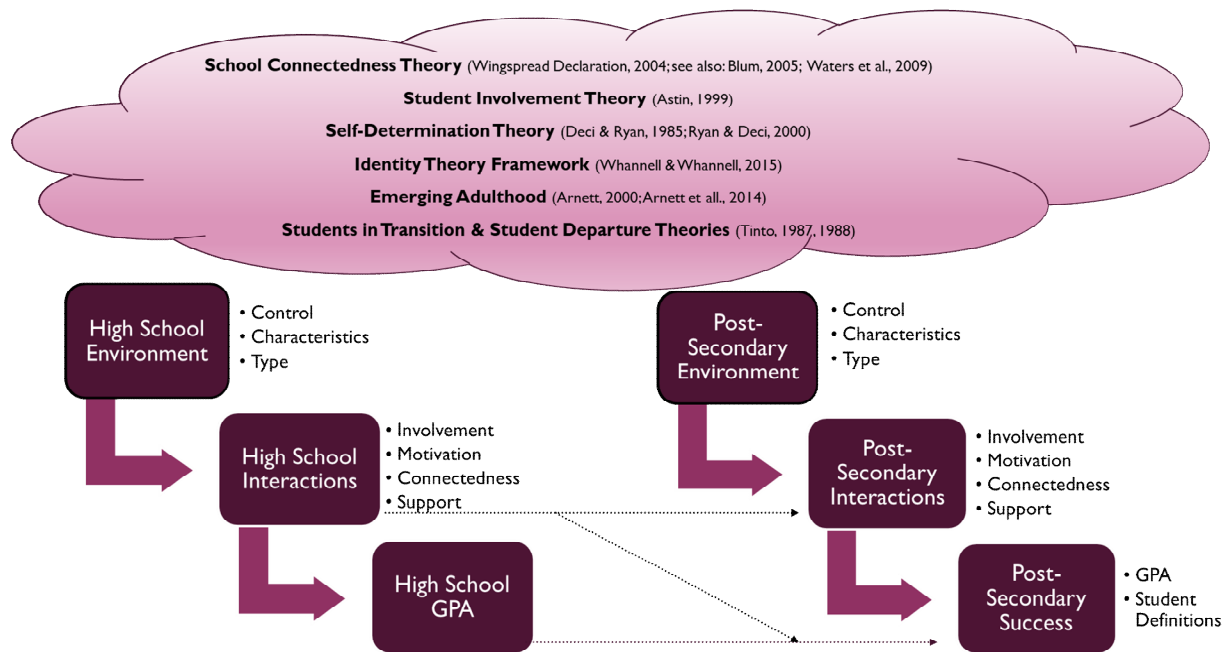 School Connectedness Theory (Wingspread Declaration, 2004; see also: Blum, 2005; Waters et al., 2009)
Student Involvement Theory (Astin, 1999)
Self-Determination Theory (Deci & Ryan, 1985; Ryan & Deci, 2000)
Identity Theory Framework (Whannell & Whannell, 2015)
Emerging Adulthood (Arnett, 2000; Arnett et all., 2014)
Students in Transition & Student Departure Theories (Tinto, 1987, 1988)
High School
Environment
• Control
• Characteristics
• Type
Post-
Secondary
Environment
• Control
• Characteristics
• Type
High School
Interactions
• Involvement
• Motivation
• Connectedness
• Support
Post-
Secondary
Interactions
• Involvement
• Motivation
• Connectedness
• Support
High School
GPA
Post-
Secondary
Success
• GPA
• Student
Definitions